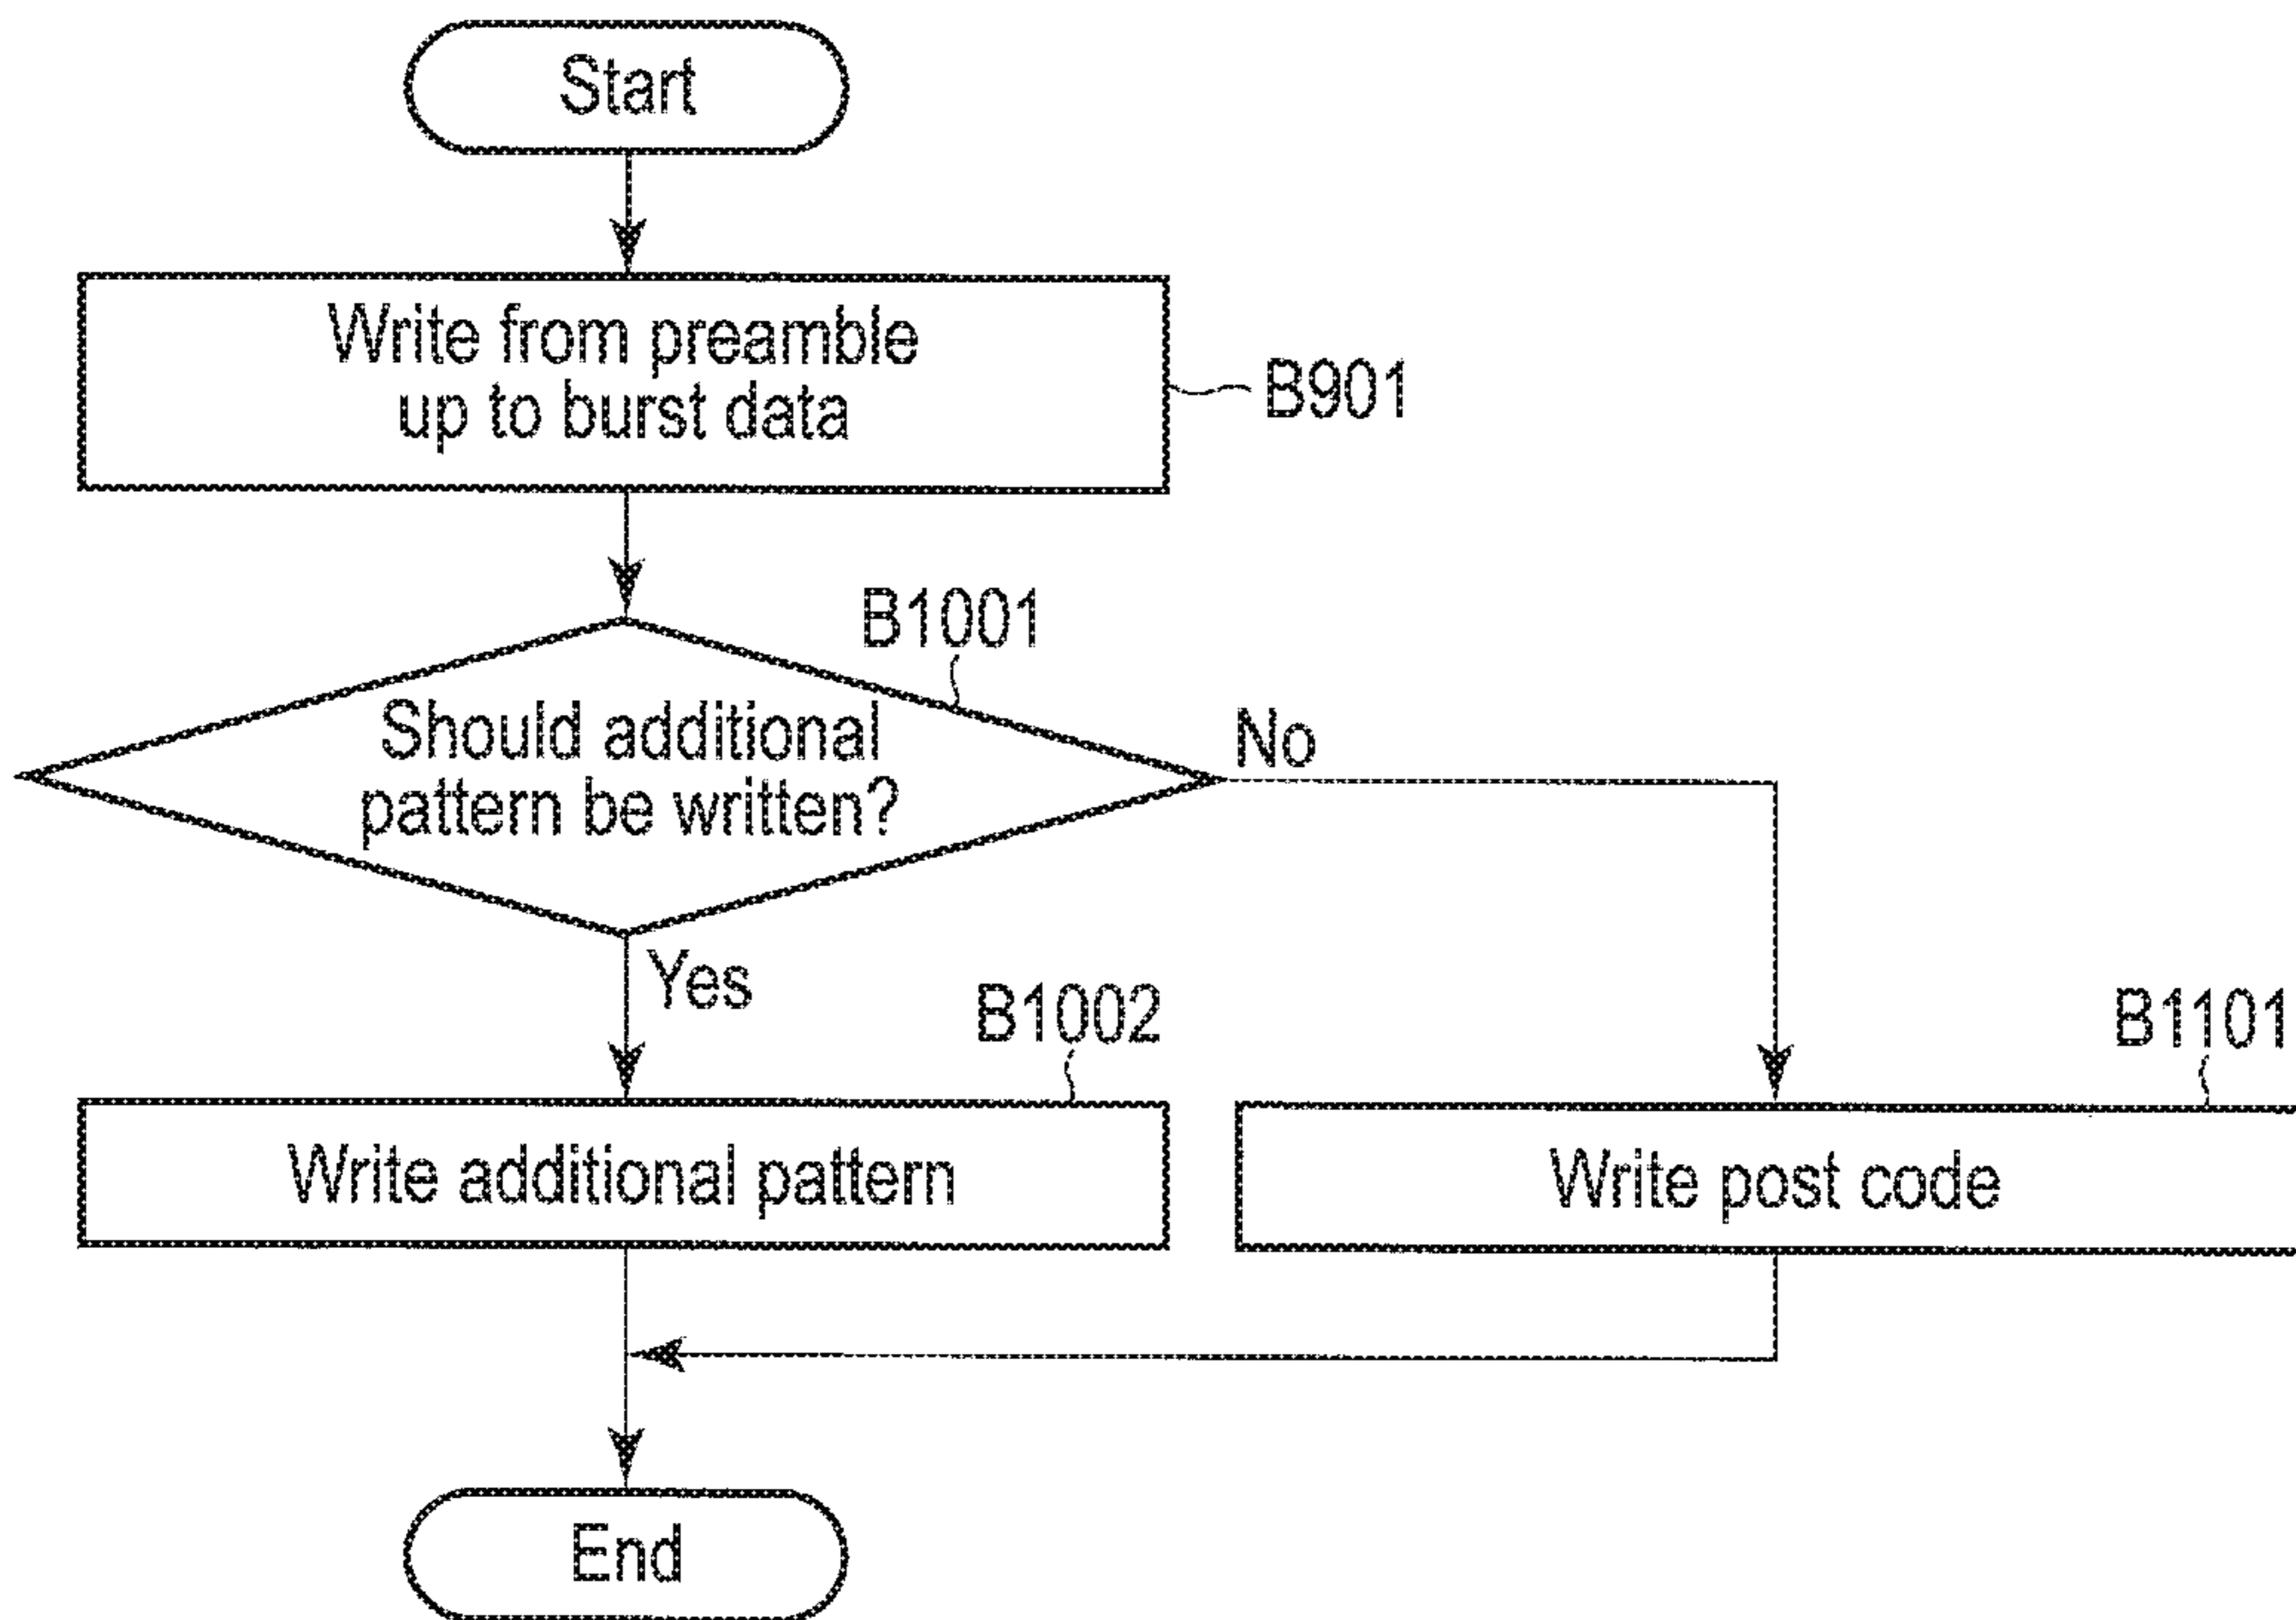 Start
Write from preamble
up to burst data
B901
B1001
Should additional
pattern be written?
No
Yes
B1002
B1101
Write additional pattern
Write post code
End